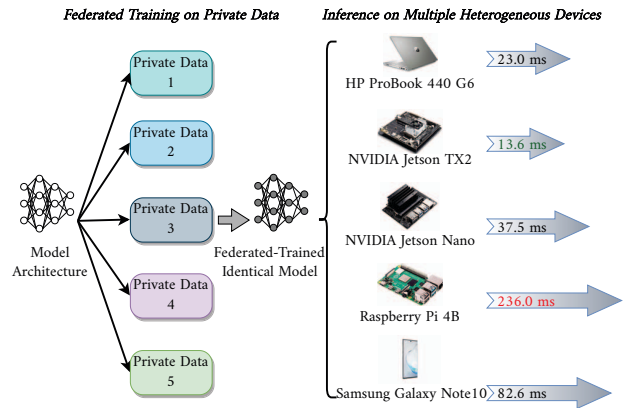 Federated Training on Private Data
Inference on Multiple Heterogeneous Devices
Private Data
1
Private Data
2
Private Data
3
Private Data
4
Private Data
5
Model
Architecture
Federated-Trained
Identical Model
HP ProBook 440 G6
23.0 ms
NVIDIA Jetson TX2
13.6 ms
NVIDIA Jetson Nano
37.5 ms
Raspberry Pi 4B
236.0 ms
Samsung Galaxy Note10
82.6 ms